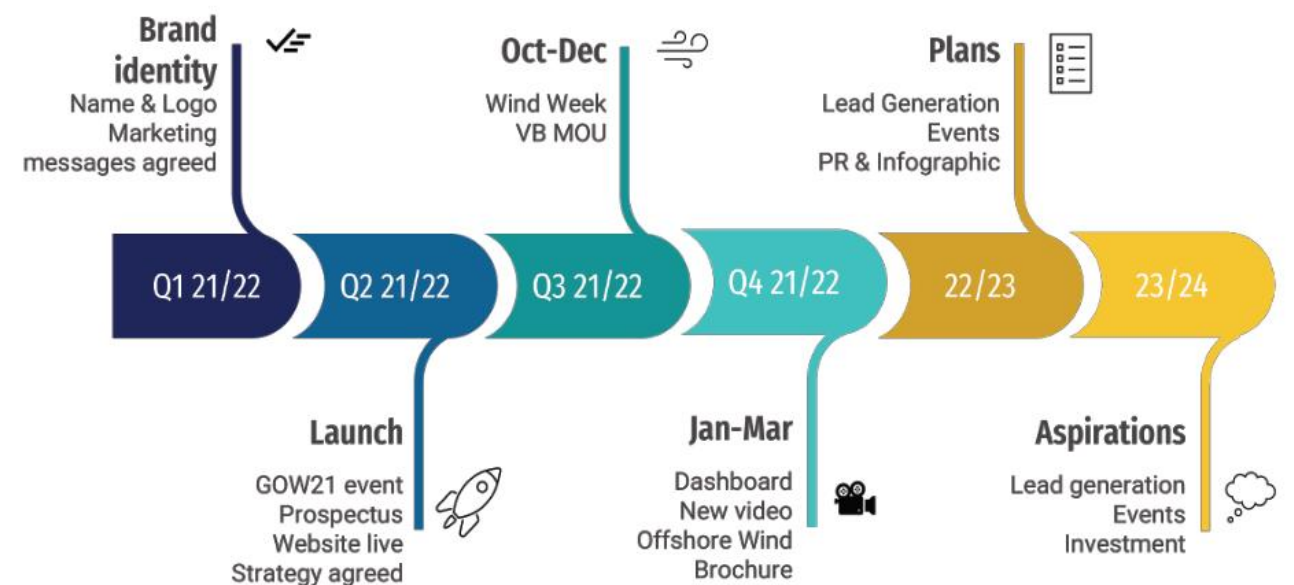 Brand
identity
Name & Logo
Marketing
messages agreed
Oct-Dec
Wind Week
VB MOU
Plans
Lead Generation
Events
PR & Infographic
Q1 21/22
Q2 21/22
Q3 21/22
Q4 21/22
22/23
23/24
Launch
GOW21 event
Prospectus
Website live
Strategy agreed
Jan-Mar
Dashboard
New video
Offshore Wind
Brochure
Aspirations
Lead generation
Events
Investment